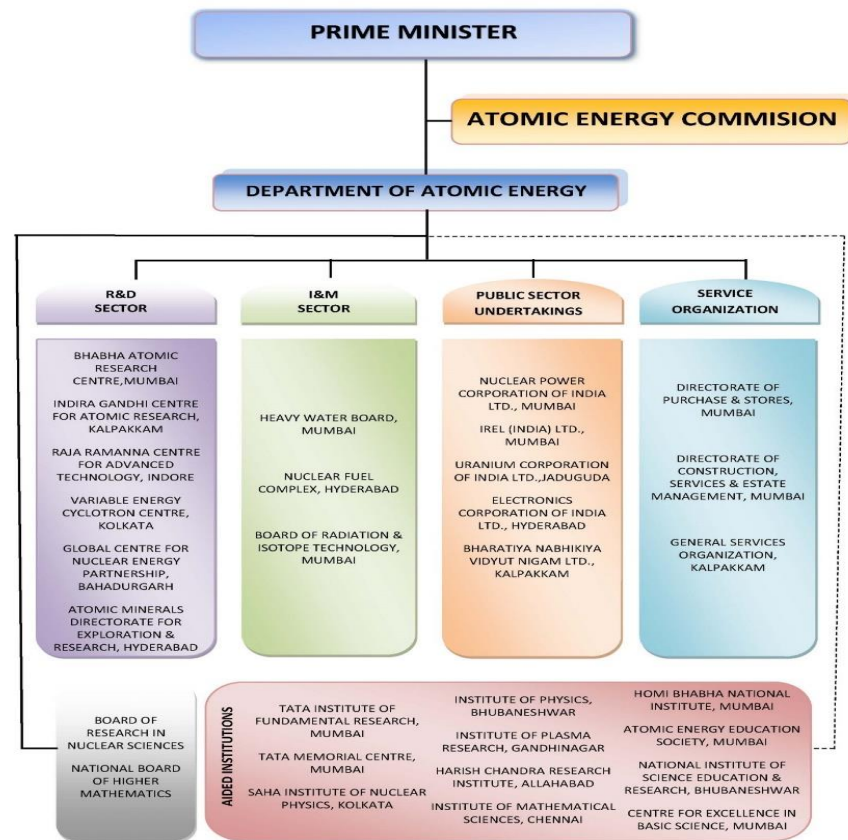 PRIME MINISTER
ATOMIC ENERGY COMMISION
DEPARTMENT OF ATOMIC ENERGY
R&D
SECTOR
BHABHA ATOMIC
RESEARCH
CENTRE,MUMBAI
INDIRA GANDHI CENTRE
FOR ATOMIC RESEARCH,
KALPAKKAM
RAJA RAMANNA CENTRE
FOR ADVANCED
TECHNOLOGY, INDORE
VARIABLE ENERGY
CYCLOTRON CENTRE,
KOLKATA
GLOBAL CENTRE FOR
NUCLEAR ENERGY
PARTNERSHIP,
BAHADURGARH
ATOMIC MINERALS
DIRECTORATE FOR
EXPLORATION &
RESEARCH, HYDERABAD
I&M
SECTOR
HEAVY WATER BOARD,
MUMBAI
NUCLEAR FUEL
COMPLEX, HYDERABAD
BOARD OF RADIATION &
ISOTOPE TECHNOLOGY,
MUMBAI
PUBLIC SECTOR
UNDERTAKINGS
NUCLEAR POWER
CORPORATION OF INDIA
LTD., MUMBAI
IREL (INDIA) LTD.,
MUMBAI
URANIUM CORPORATION
OF INDIA LTD.,JADUGUDA
ELECTRONICS
CORPORATION OF INDIA
LTD., HYDERABAD
BHARATIYA NABHIKIYA
VIDYUT NIGAM LTD.,
KALPAKKAM
SERVICE
ORGANIZATION
DIRECTORATE OF
PURCHASE & STORES,
MUMBAI
DIRECTORATE OF
CONSTRUCTION,
SERVICES & ESTATE
MANAGEMENT, MUMBAI
GENERAL SERVICES
ORGANIZATION,
KALPAKKAM
BOARD OF
RESEARCH IN
NUCLEAR SCIENCES
NATIONAL BOARD
OF HIGHER
MATHEMATICS
AIDED INSTITUTIONS
TATA INSTITUTE OF
FUNDAMENTAL RESEARCH,
MUMBAI
TATA MEMORIAL CENTRE,
MUMBAI
SAHA INSTITUTE OF NUCLEAR
PHYSICS, KOLKATA
INSTITUTE OF PHYSICS,
BHUBANESHWAR
INSTITUTE OF PLASMA
RESEARCH, GANDHINAGAR
HARISH CHANDRA RESEARCH
INSTITUTE, ALLAHABAD
INSTITUTE OF MATHEMATICAL
SCIENCES, CHENNAI
HOMI BHABHA NATIONAL
INSTITUTE, MUMBAI
ATOMIC ENERGY EDUCATION
SOCIETY, MUMBAI
NATIONAL INSTITUTE OF
SCIENCE EDUCATION &
RESEARCH, BHUBANESHWAR
CENTRE FOR EXCELLENCE IN
BASIC SCIENCE, MUMBAI